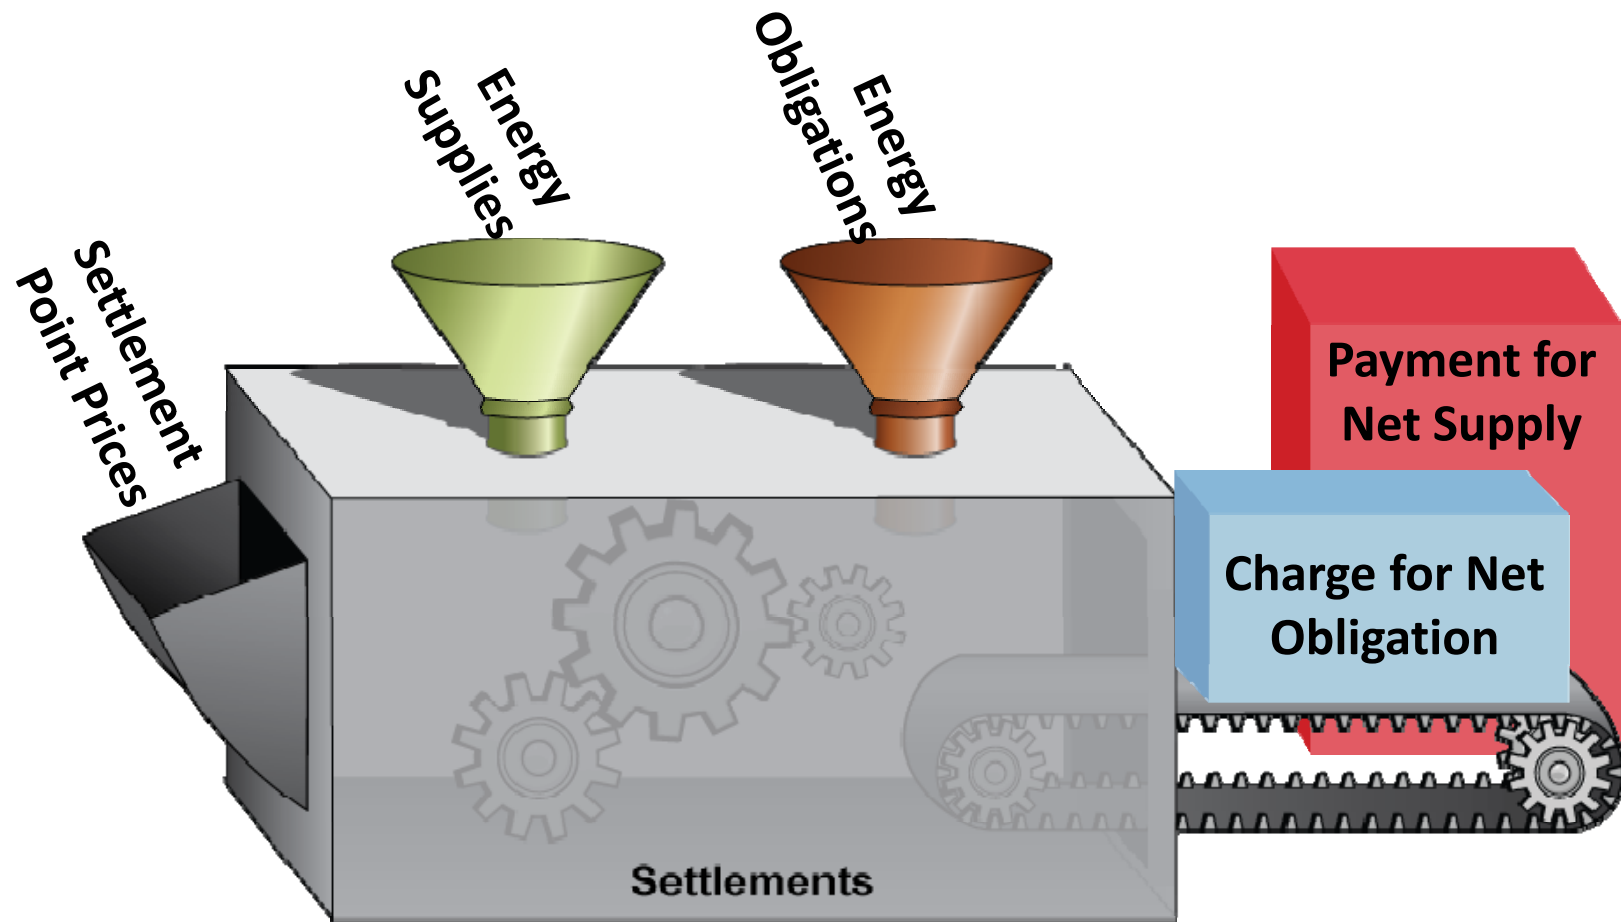 Settlement
Point Prices
Energy
Supplies
Energy
Obligations
Payment for
Net Supply
Charge for Net
Obligation
Settlements